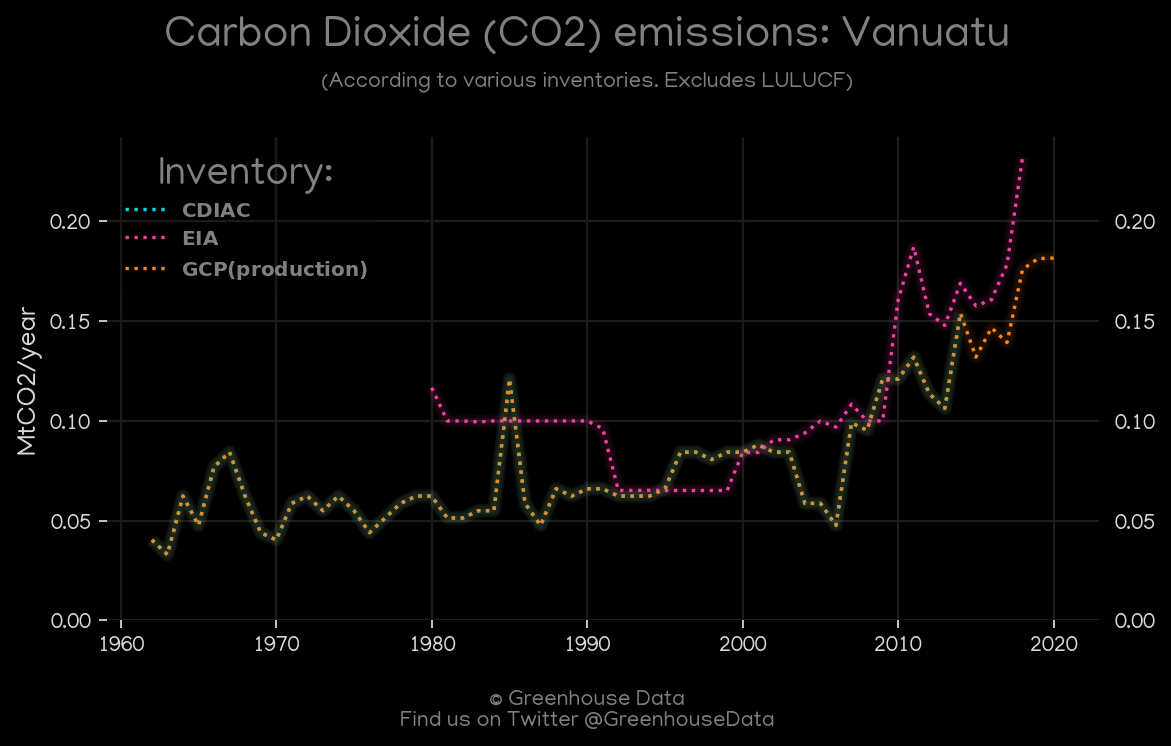 Carbon Dioxide (CO2) emissions: Vanuatu
(According to various inventories. Excludes LULUCF)
Inventory:
CDIAC
EIA
GCP(production)
MtCO2/year
0.20
0.15
0.10
0.05
0.00
0.20
0.15
0.10
0.05
0.00
1960 1970 1980 1990 2000 2010 2020
© Greenhouse Data
Find us on Twitter @GreenhouseData